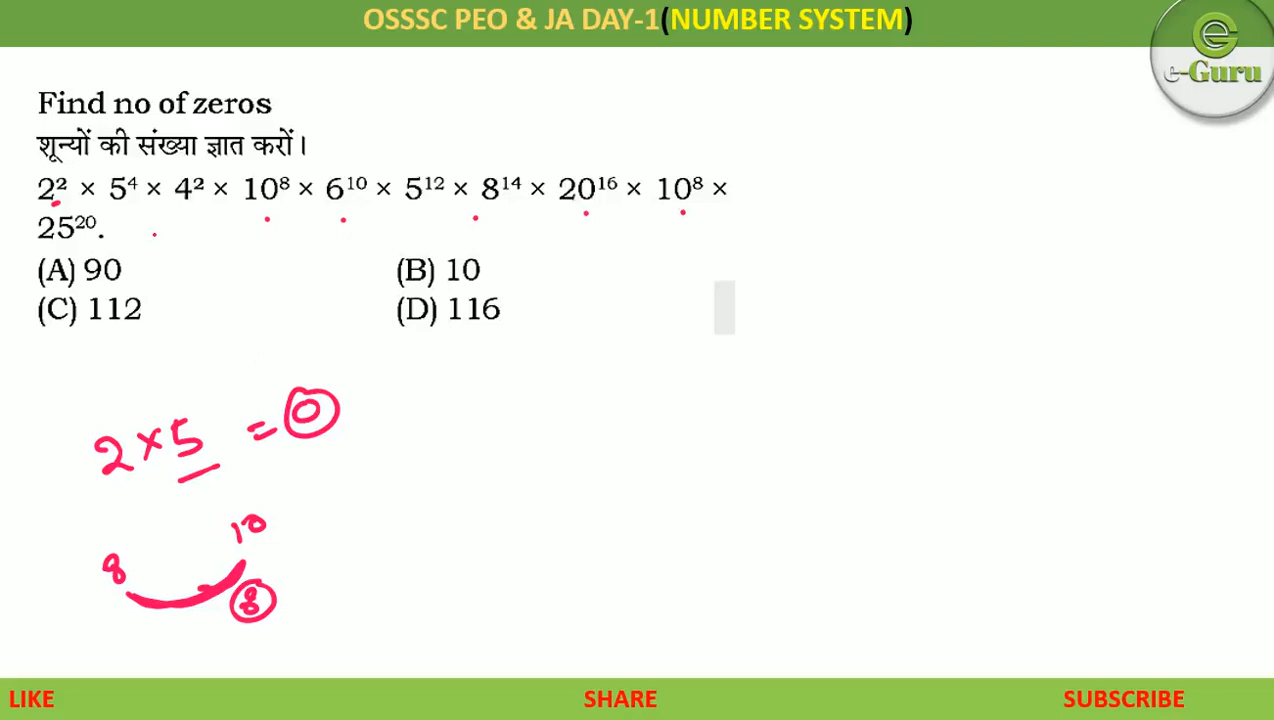 OSSSC PEO & JA DAY-1(NUMBER SYSTEM)
e-Guru
Find no of zeros
शून्यों की संख्या ज्ञात करों।
2² × 5⁴ × 4² × 10⁸ × 6¹⁰ × 5¹² × 8¹⁴ × 20¹⁶ × 10⁸ ×
25²⁰.
(A) 90 (B) 10
(C) 112 (D) 116
2 × 5 = 0
10
8
8
LIKE SHARE SUBSCRIBE